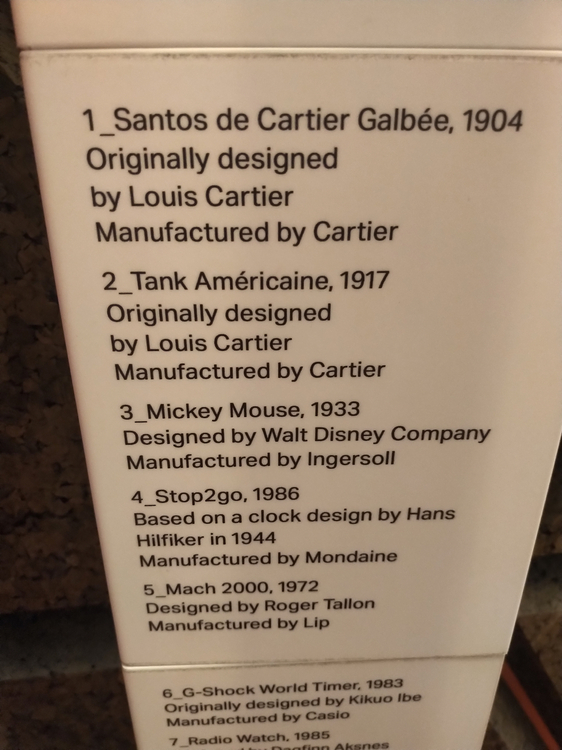 1_Santos de Cartier Galbée, 1904
Originally designed
by Louis Cartier
Manufactured by Cartier
2_Tank Américaine, 1917
Originally designed
by Louis Cartier
Manufactured by Cartier
3_Mickey Mouse, 1933
Designed by Walt Disney Company
Manufactured by Ingersoll
4_Stop2go, 1986
Based on a clock design by Hans
Hilfiker in 1944
Manufactured by Mondaine
5_Mach 2000, 1972
Designed by Roger Tallon
Manufactured by Lip
6_G-Shock World Timer, 1983
Originally designed by Kikuo Ibe
Manufactured by Casio
7_Radio Watch, 1985
by Dagfinn Aksnes